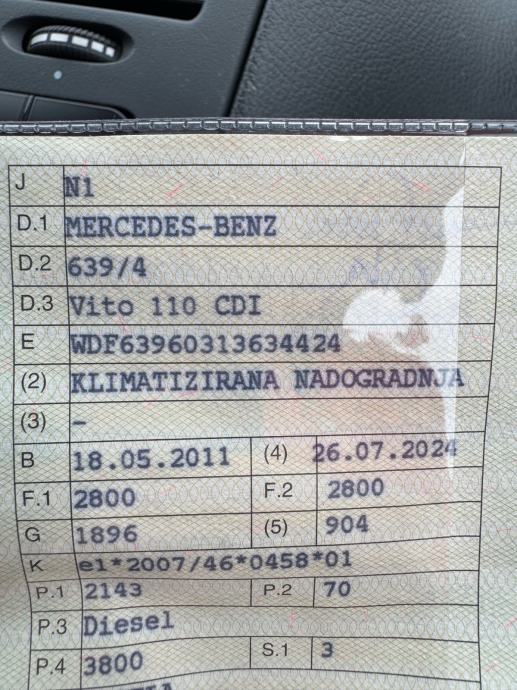 J N1
D.1 MERCEDES-BENZ
D.2 639/4
D.3 Vito 110 CDI
E WDF63960313634424
(2) KLIMATIZIRANA NADOGRADNJA
(3) -
B 18.05.2011 (4) 26.07.2024
F.1 2800 F.2 2800
G 1896 (5) 904
K e1*2007/46*0458*01
P.1 2143 P.2 70
P.3 Diesel
P.4 3800 S.1 3